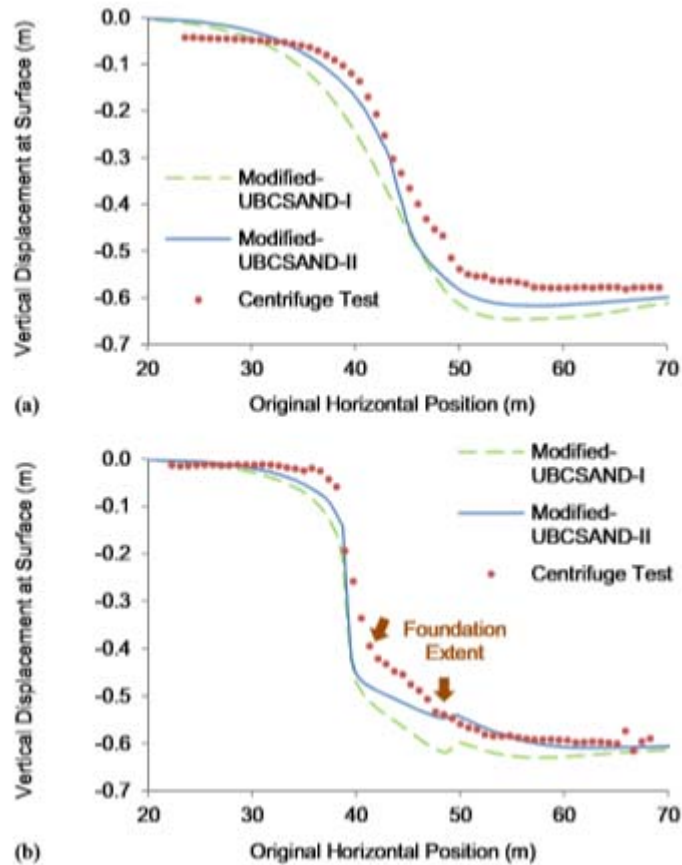 (a)
Vertical Displacement at Surface (m)
0.0
-0.1
-0.2
-0.3
-0.4
-0.5
-0.6
-0.7
Modified-
UBCSAND-I
Modified-
UBCSAND-II
Centrifuge Test
20
30
40
50
60
70
Original Horizontal Position (m)
(b)
Vertical Displacement at Surface (m)
0.0
-0.1
-0.2
-0.3
-0.4
-0.5
-0.6
-0.7
Modified-
UBCSAND-I
Modified-
UBCSAND-II
Centrifuge Test
Foundation
Extent
20
30
40
50
60
70
Original Horizontal Position (m)